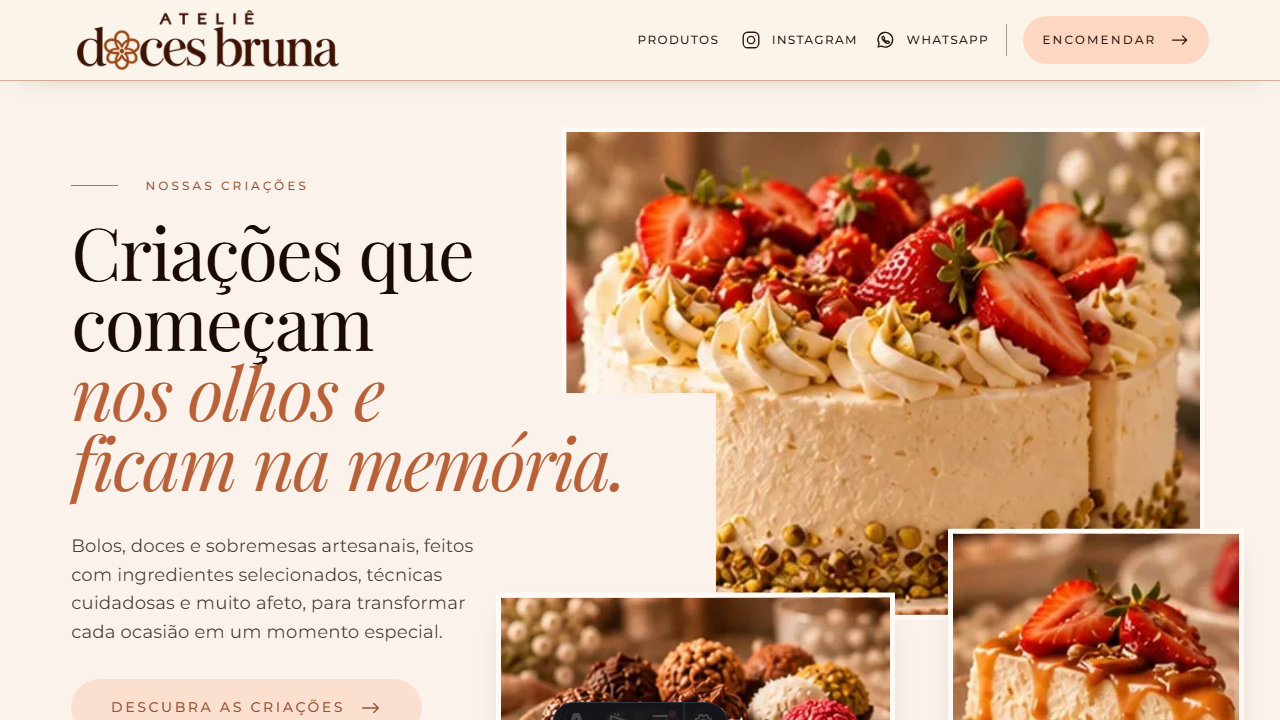 ATELIÊ
doces bruna
PRODUTOS
INSTAGRAM
WHATSAPP
ENCOMENDAR
NOSSAS CRIAÇÕES
Criações que
começam
nos olhos e
ficam na memória.
Bolos, doces e sobremesas artesanais, feitos
com ingredientes selecionados, técnicas
cuidadosas e muito afeto, para transformar
cada ocasião em um momento especial.
DESCUBRA AS CRIAÇÕES